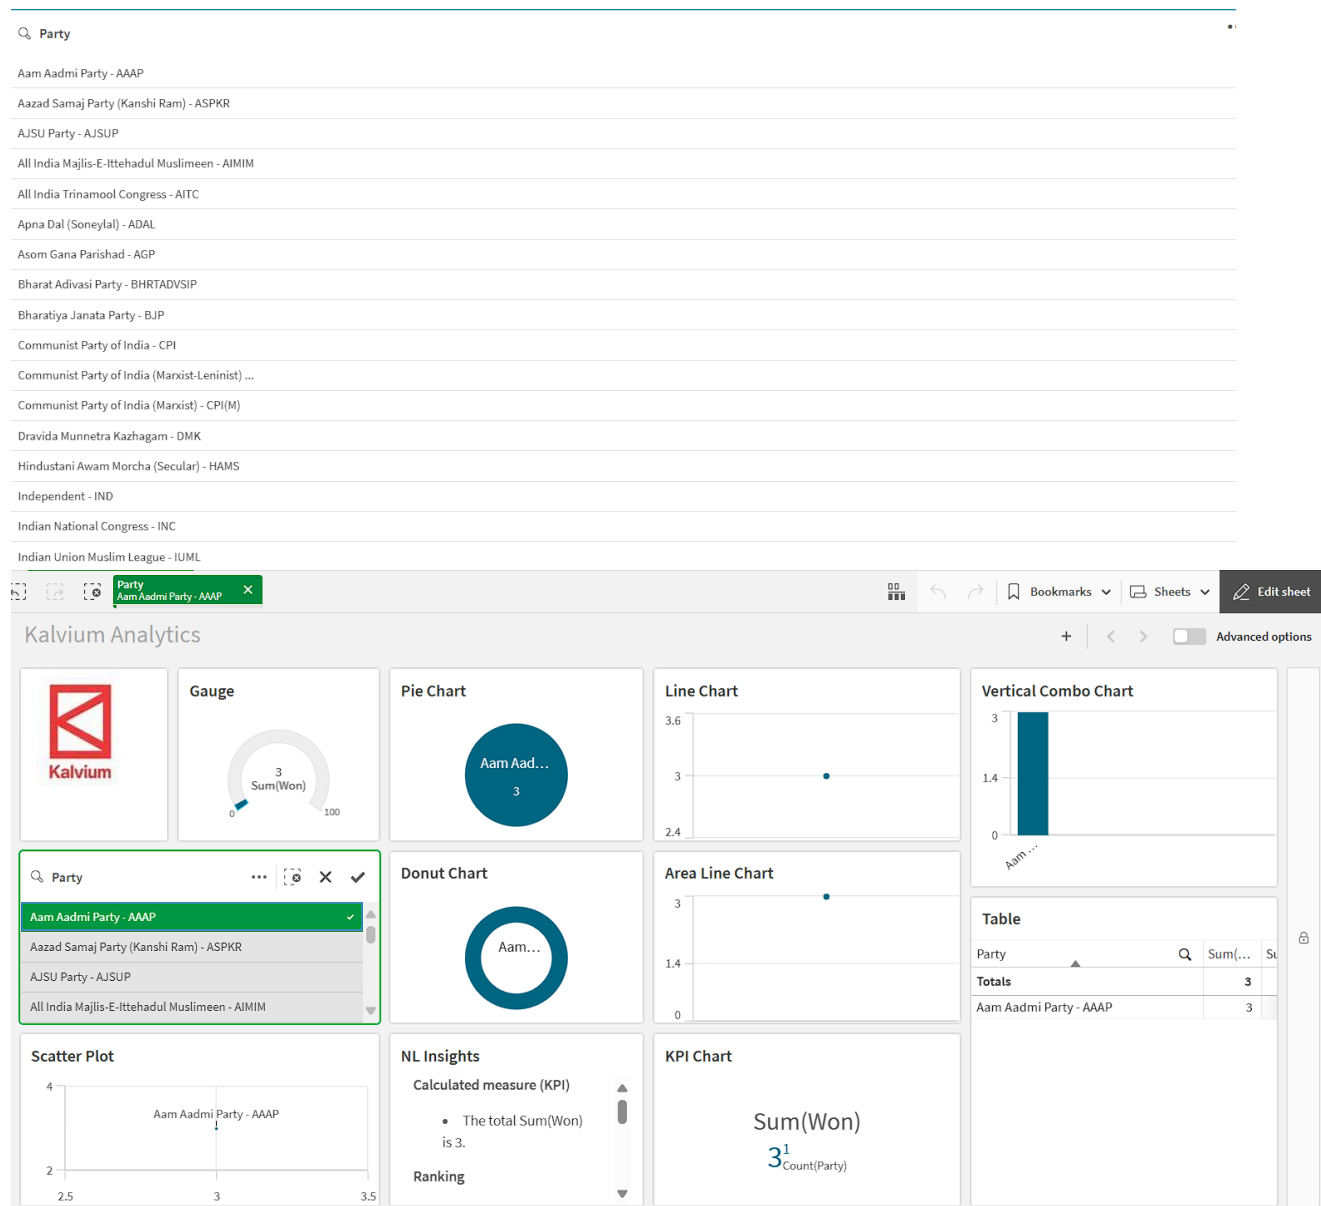 Party
Aam Aadmi Party - AAAP
Aazad Samaj Party (Kanshi Ram) - ASPKR
AJSU Party - AJSUP
All India Majlis-E-Ittehadul Muslimeen - AIMIM
All India Trinamool Congress - AITC
Apna Dal (Soneylal) - ADAL
Asom Gana Parishad - AGP
Bharat Adivasi Party - BHRTADVSIP
Bharatiya Janata Party - BJP
Communist Party of India - CPI
Communist Party of India (Marxist-Leninist) ...
Communist Party of India (Marxist) - CPI(M)
Dravida Munnetra Kazhagam - DMK
Hindustani Awam Morcha (Secular) - HAMS
Independent - IND
Indian National Congress - INC
Indian Union Muslim League - IUML
Party
Aam Aadmi Party - AAAP
Bookmarks
Sheets
Edit sheet
Kalvium Analytics
Advanced options
Kalvium
Gauge
3
Sum(Won)
0
100
Pie Chart
Aam Aad...
3
Line Chart
3.6
3
2.4
Vertical Combo Chart
3
1.4
0
Aam ...
Party
Aam Aadmi Party - AAAP
Aazad Samaj Party (Kanshi Ram) - ASPKR
AJSU Party - AJSUP
All India Majlis-E-Ittehadul Muslimeen - AIMIM
Donut Chart
Aam...
Area Line Chart
3
1.4
0
Table
Party Sum(... Su
Totals 3
Aam Aadmi Party - AAAP 3
Scatter Plot
4
Aam Aadmi Party - AAAP
2
2.5 3 3.5
NL Insights
Calculated measure (KPI)
• The total Sum(Won)
is 3.
Ranking
KPI Chart
Sum(Won)
3 1
Count(Party)